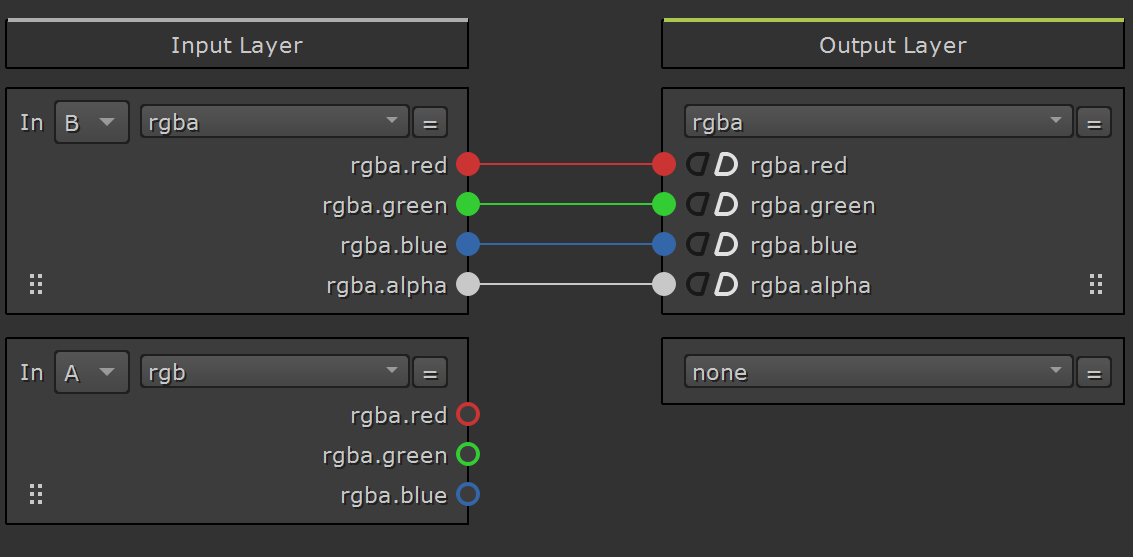 Input Layer
Output Layer
In B rgba =
rgba.red
rgba.green
rgba.blue
rgba.alpha
rgba =
rgba.red
rgba.green
rgba.blue
rgba.alpha
In A rgb =
rgba.red
rgba.green
rgba.blue
none =